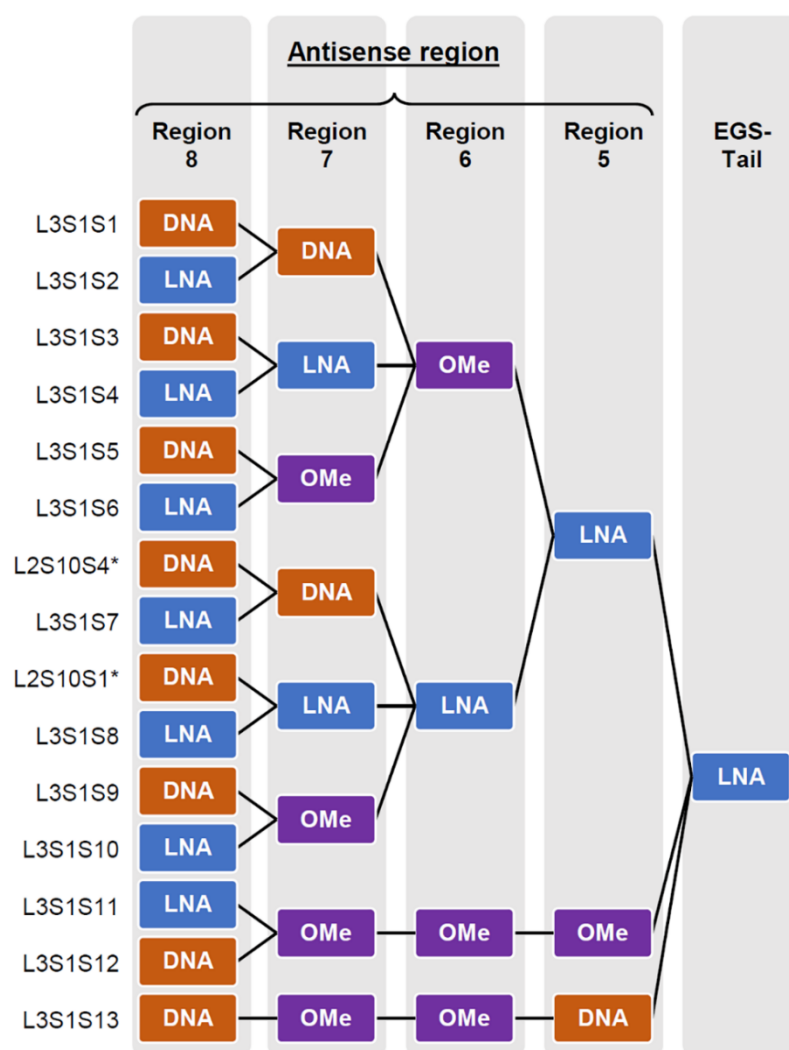 Antisense region
Region 8 Region 7 Region 6 Region 5 EGS-Tail
L3S1S1 DNA
DNA
L3S1S2 LNA
L3S1S3 DNA
LNA OMe
L3S1S4 LNA
L3S1S5 DNA
OMe
L3S1S6 LNA
LNA
L2S10S4* DNA
DNA
L3S1S7 LNA
L2S10S1* DNA
LNA LNA
L3S1S8 LNA
LNA
L3S1S9 DNA
OMe
L3S1S10 LNA
L3S1S11 LNA
OMe OMe OMe
L3S1S12 DNA
L3S1S13 DNA OMe OMe DNA